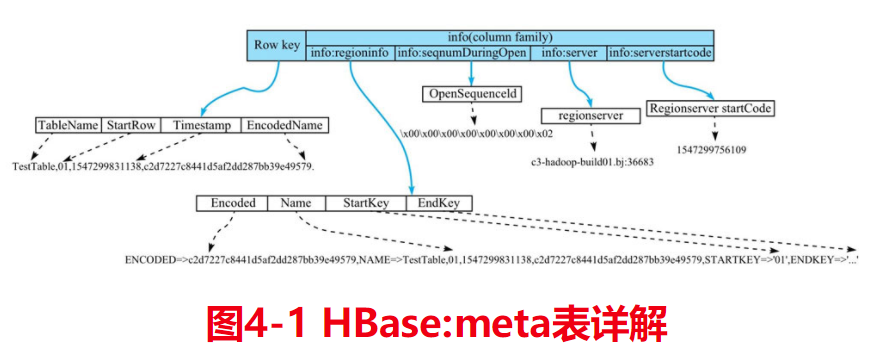 info(column family)
Row key
info:regioninfo info:seqnumDuringOpen info:server info:serverstartcode
OpenSequenceId
regionserver
Regionserver startCode
TableName StartRow Timestamp EncodedName
\x00\x00\x00\x00\x00\x00\x00\x02
1547299756109
c3-hadoop-build01.bj:36683
TestTable,01,1547299831138,c2d7227c8441d5af2dd287bb39e49579.
Encoded Name StartKey EndKey
ENCODED=>c2d7227c8441d5af2dd287bb39e49579,NAME=>TestTable,01,1547299831138,c2d7227c8441d5af2dd287bb39e49579,STARTKEY=>'01',ENDKEY=>'...'
图4-1 HBase:meta表详解